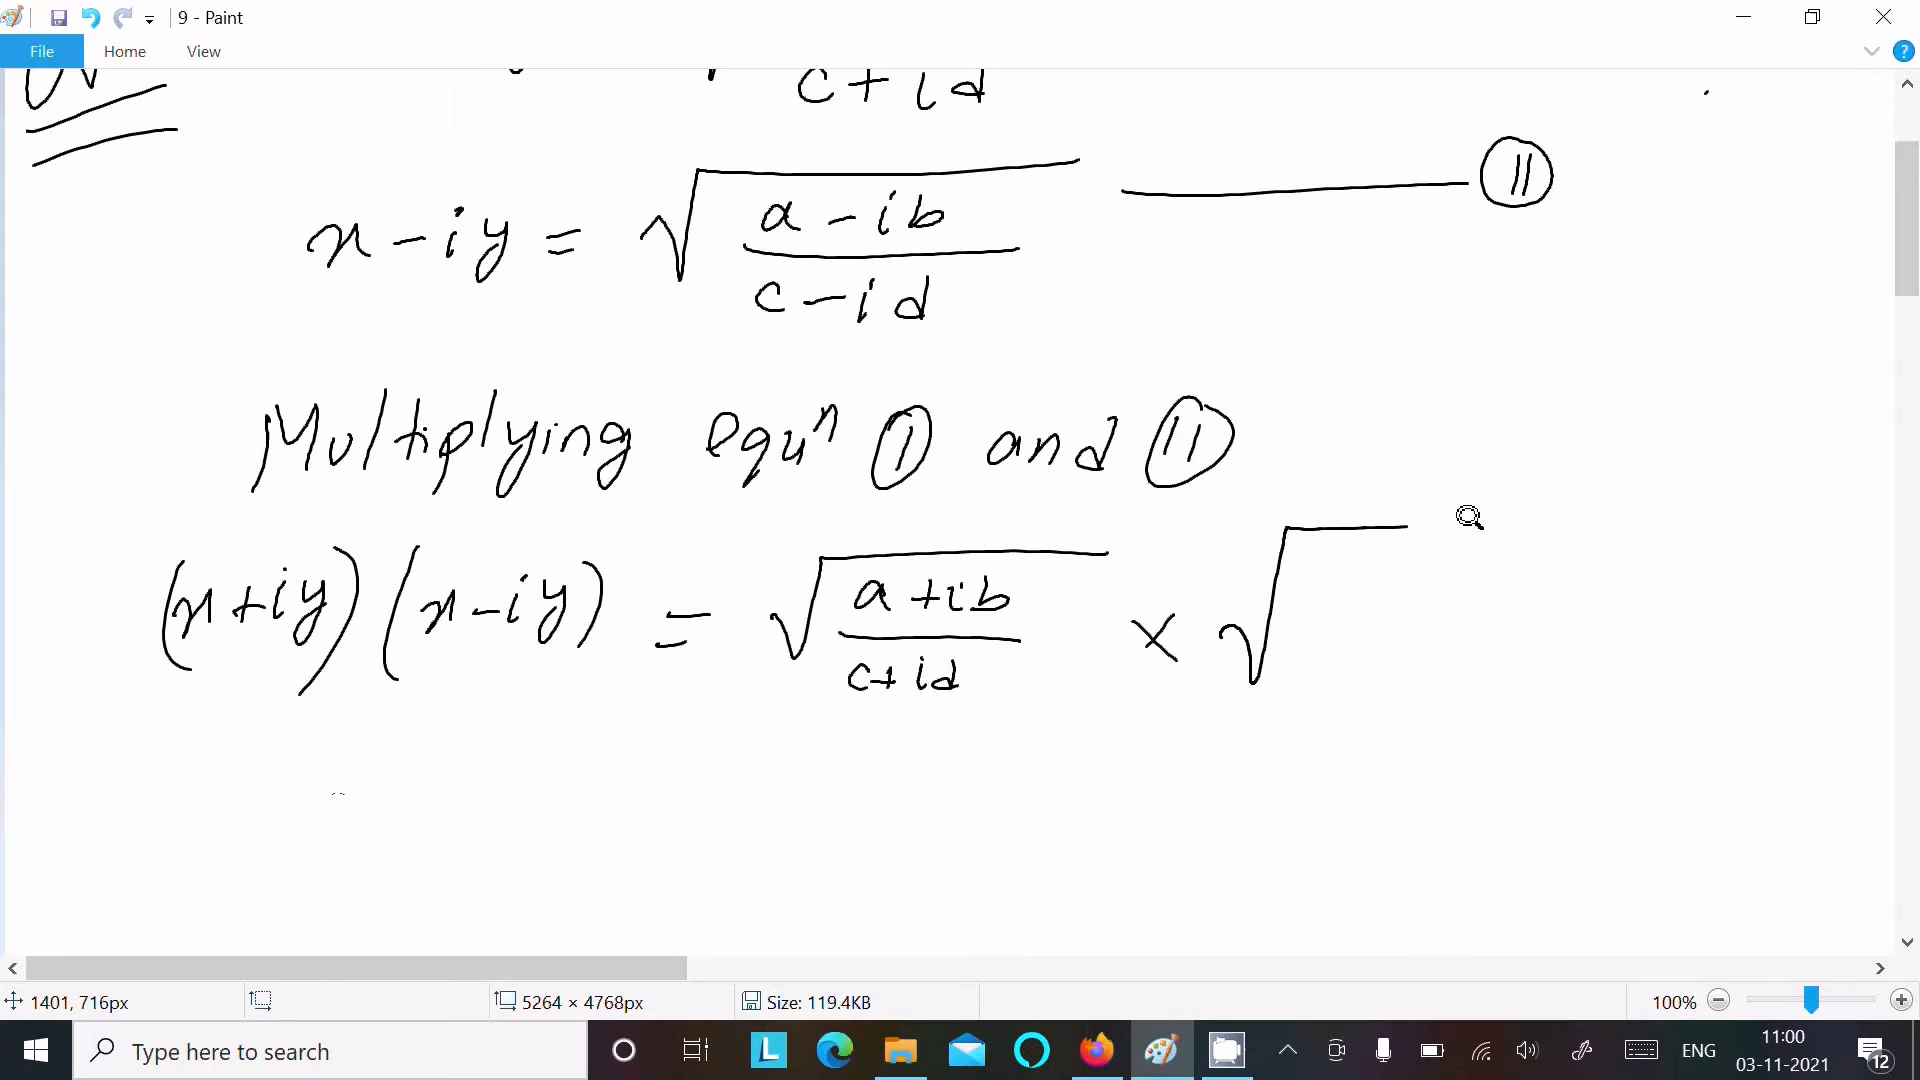 9 - Paint
File Home View
c+id
x-iy = √ a-ib / c-id (II)
Multiplying equⁿ (I) and (II)
(x+iy)(x-iy) = √ a+ib / c+id × √
1401, 716px 5264 × 4768px Size: 119.4KB 100%
Type here to search L ENG 11:00
03-11-2021 12